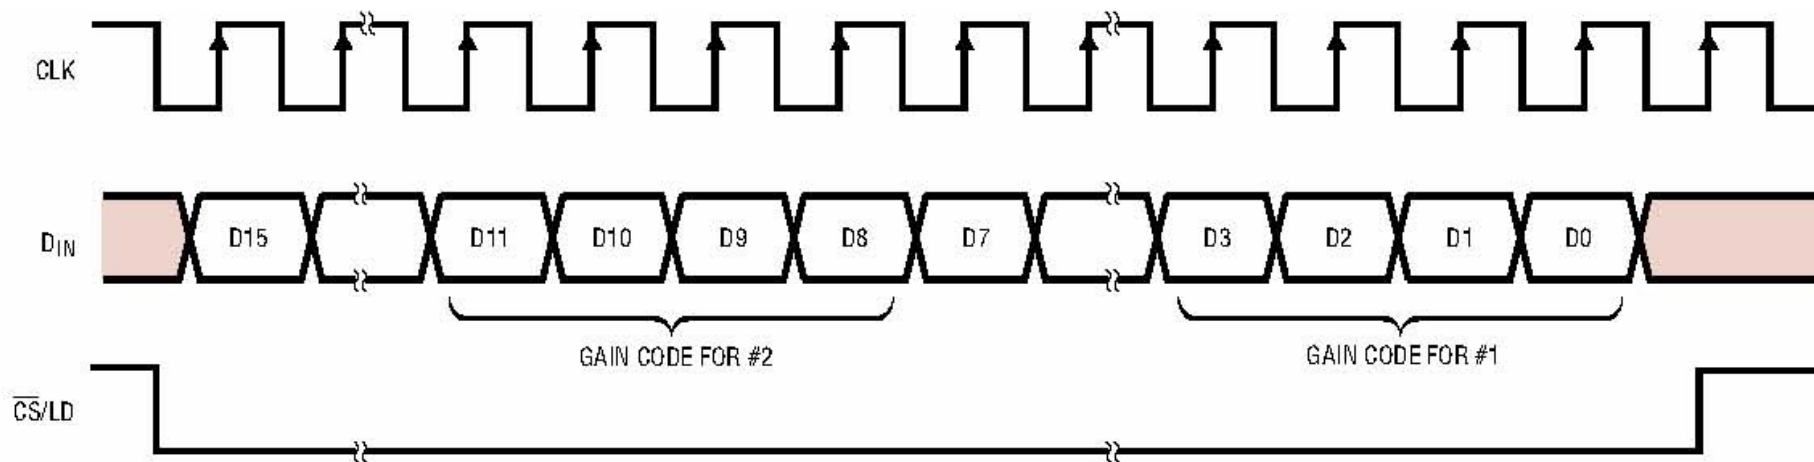 CLK
DIN
D15
D11
D10
D9
D8
D7
D3
D2
D1
D0
GAIN CODE FOR #2
GAIN CODE FOR #1
CS/LD